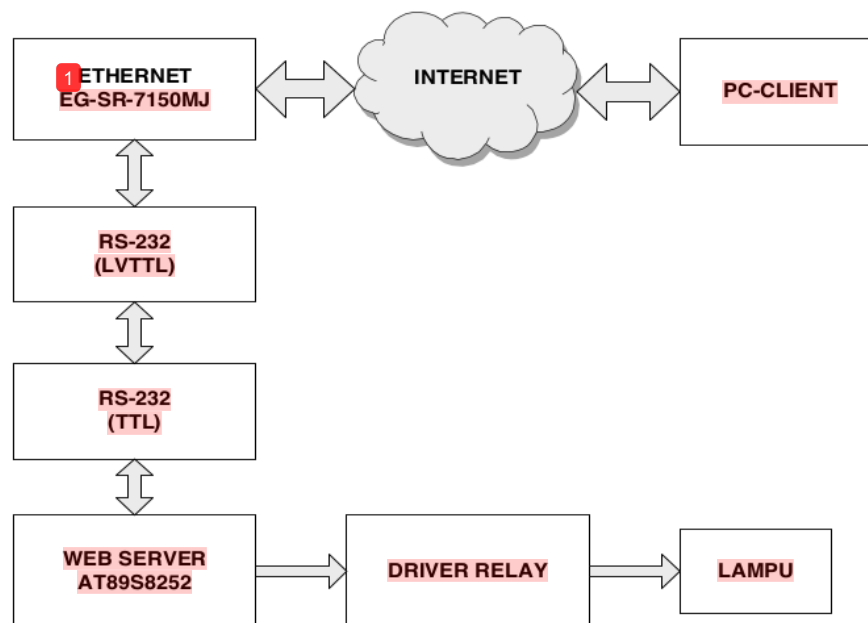 1
ETHERNET
EG-SR-7150MJ
INTERNET
PC-CLIENT
RS-232
(LVTTL)
RS-232
(TTL)
WEB SERVER
AT89S8252
DRIVER RELAY
LAMPU